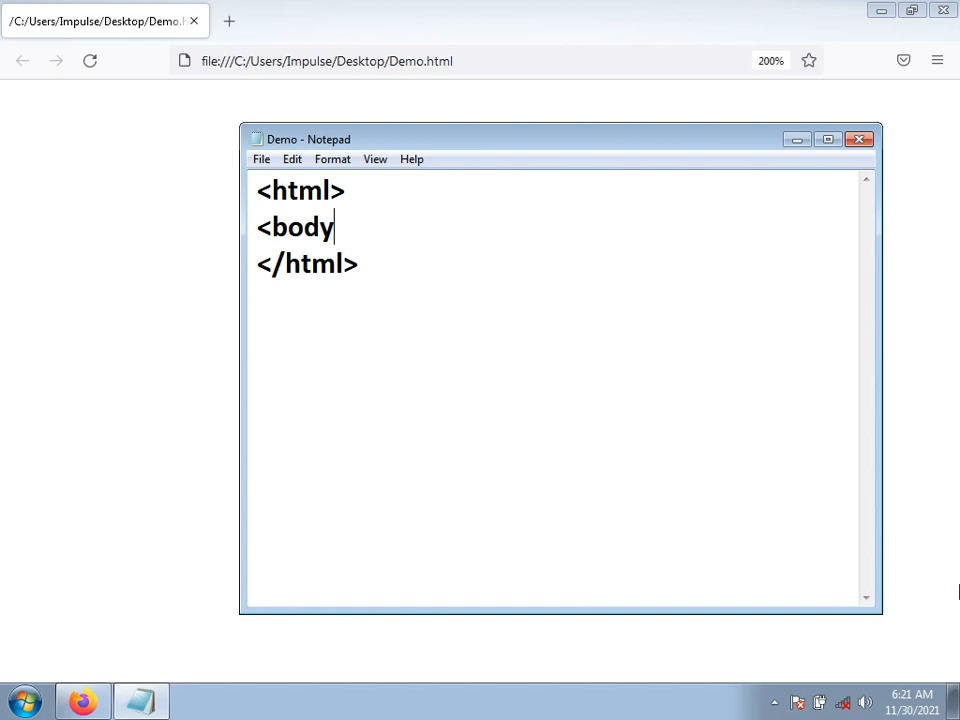 /C:/Users/Impulse/Desktop/Demo.h
file:///C:/Users/Impulse/Desktop/Demo.html
200%
Demo - Notepad
File Edit Format View Help
<html>
<body
</html>
6:21 AM
11/30/2021